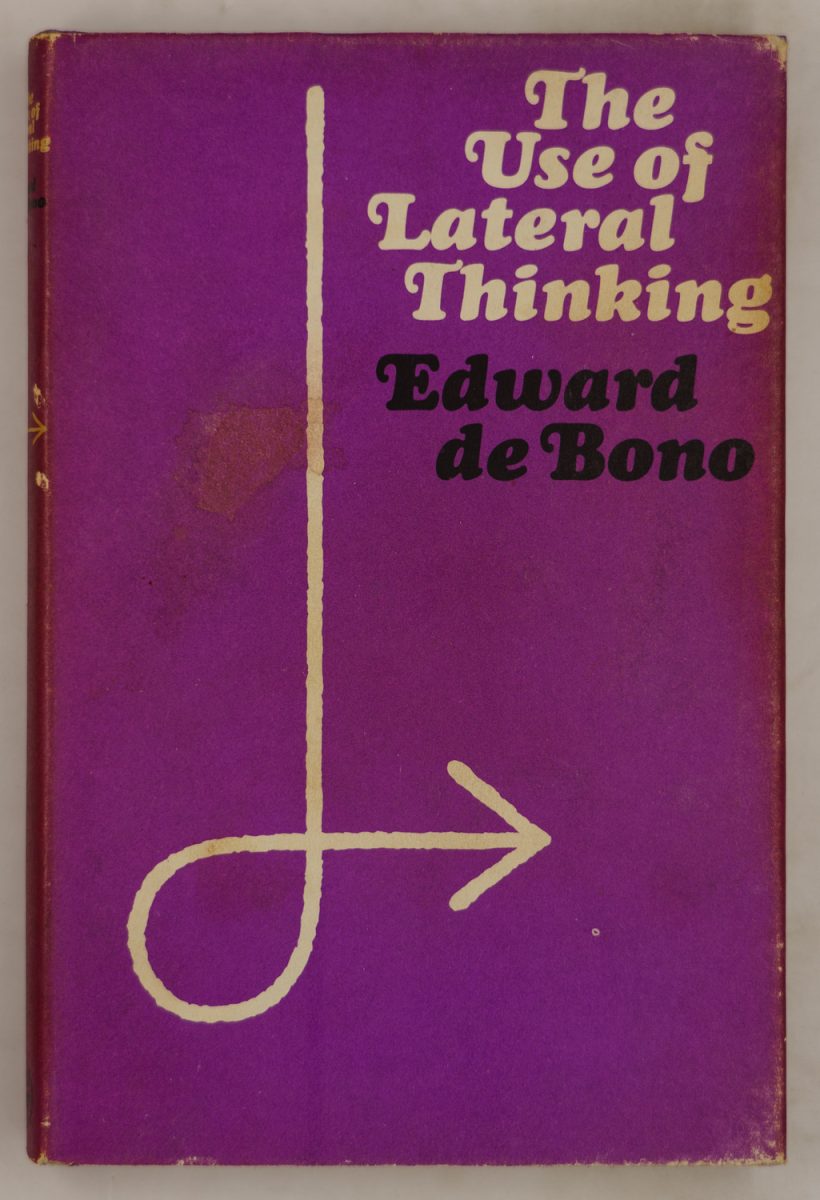 The
Use of
Lateral
Thinking
Edward
de Bono